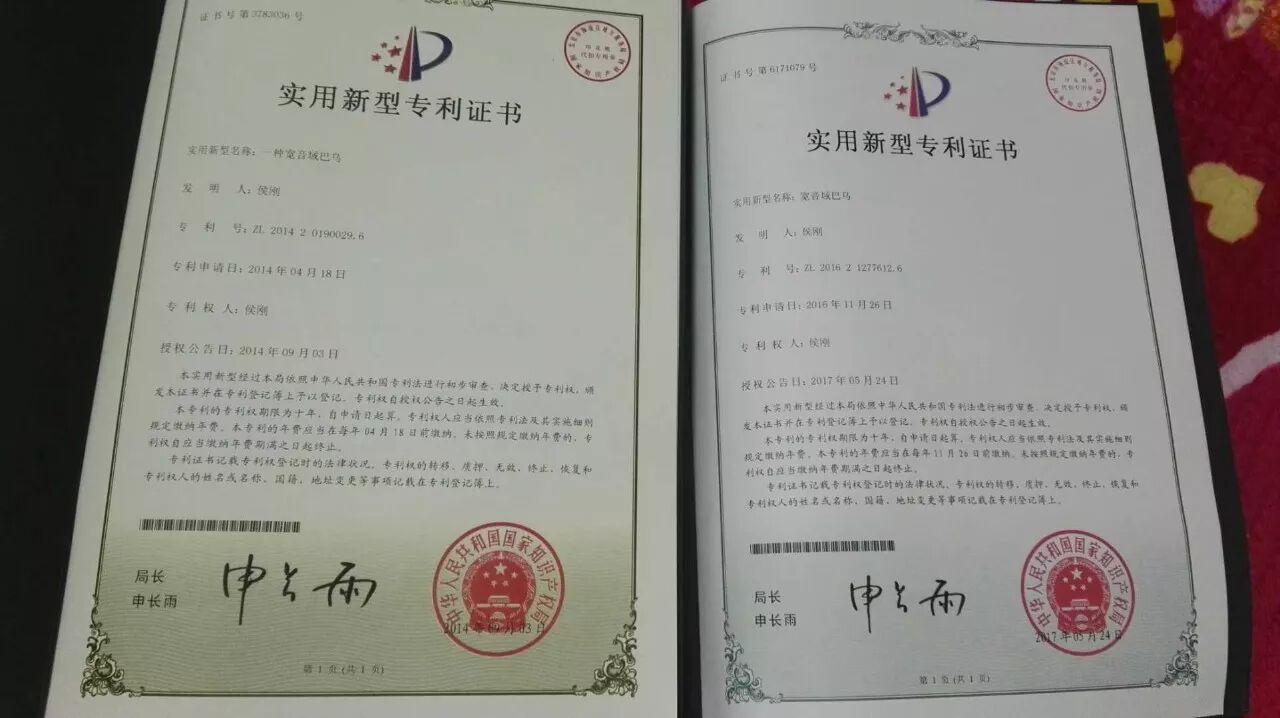 证书号第3783036号
实用新型专利证书
实用新型名称：一种宽音域巴乌
发 明 人：侯刚
专 利 号：ZL 2014 2 0190029.6
专利申请日：2014年04月18日
专 利 权 人：侯刚
授权公告日：2014年09月03日
本实用新型经过本局依照中华人民共和国专利法进行初步审查，决定授予专利权，颁
发本证书并在专利登记簿上予以登记。专利权自授权公告之日起生效。
本专利的专利权期限为十年，自申请日起算。专利权人应当依照专利法及其实施细则
规定缴纳年费。本专利的年费应当在每年04月18日前缴纳。未按照规定缴纳年费的，专
利权自应当缴纳年费期满之日起终止。
专利证书记载专利权登记时的法律状况。专利权的转移、质押、无效、终止、恢复和
专利权人的姓名或名称、国籍、地址变更等事项记载在专利登记簿上。
局长
申长雨
申长雨
中华人民共和国国家知识产权局
2014年09月03日
第1页(共1页)
证书号第6171079号
实用新型专利证书
实用新型名称：宽音域巴乌
发 明 人：侯刚
专 利 号：ZL 2016 2 1277612.6
专利申请日：2016年11月26日
专 利 权 人：侯刚
授权公告日：2017年05月24日
本实用新型经过本局依照中华人民共和国专利法进行初步审查，决定授予专利权，颁
发本证书并在专利登记簿上予以登记。专利权自授权公告之日起生效。
本专利的专利权期限为十年，自申请日起算。专利权人应当依照专利法及其实施细则
规定缴纳年费。本专利的年费应当在每年11月26日前缴纳。未按照规定缴纳年费的，专
利权自应当缴纳年费期满之日起终止。
专利证书记载专利权登记时的法律状况。专利权的转移、质押、无效、终止、恢复和
专利权人的姓名或名称、国籍、地址变更等事项记载在专利登记簿上。
局长
申长雨
申长雨
中华人民共和国国家知识产权局
2017年05月24日
第1页(共1页)